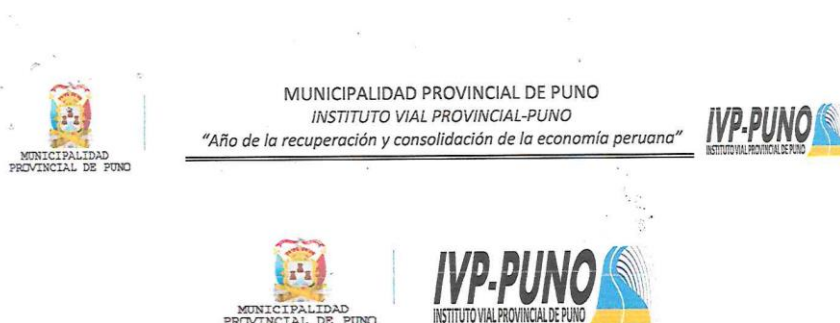 MUNICIPALIDAD PROVINCIAL DE PUNO
INSTITUTO VIAL PROVINCIAL-PUNO
"Año de la recuperación y consolidación de la economía peruana"
MUNICIPALIDAD
PROVINCIAL DE PUNO
IVP-PUNO
INSTITUTO VIAL PROVINCIAL DE PUNO
MUNICIPALIDAD
PROVINCIAL DE PUNO
IVP-PUNO
INSTITUTO VIAL PROVINCIAL DE PUNO